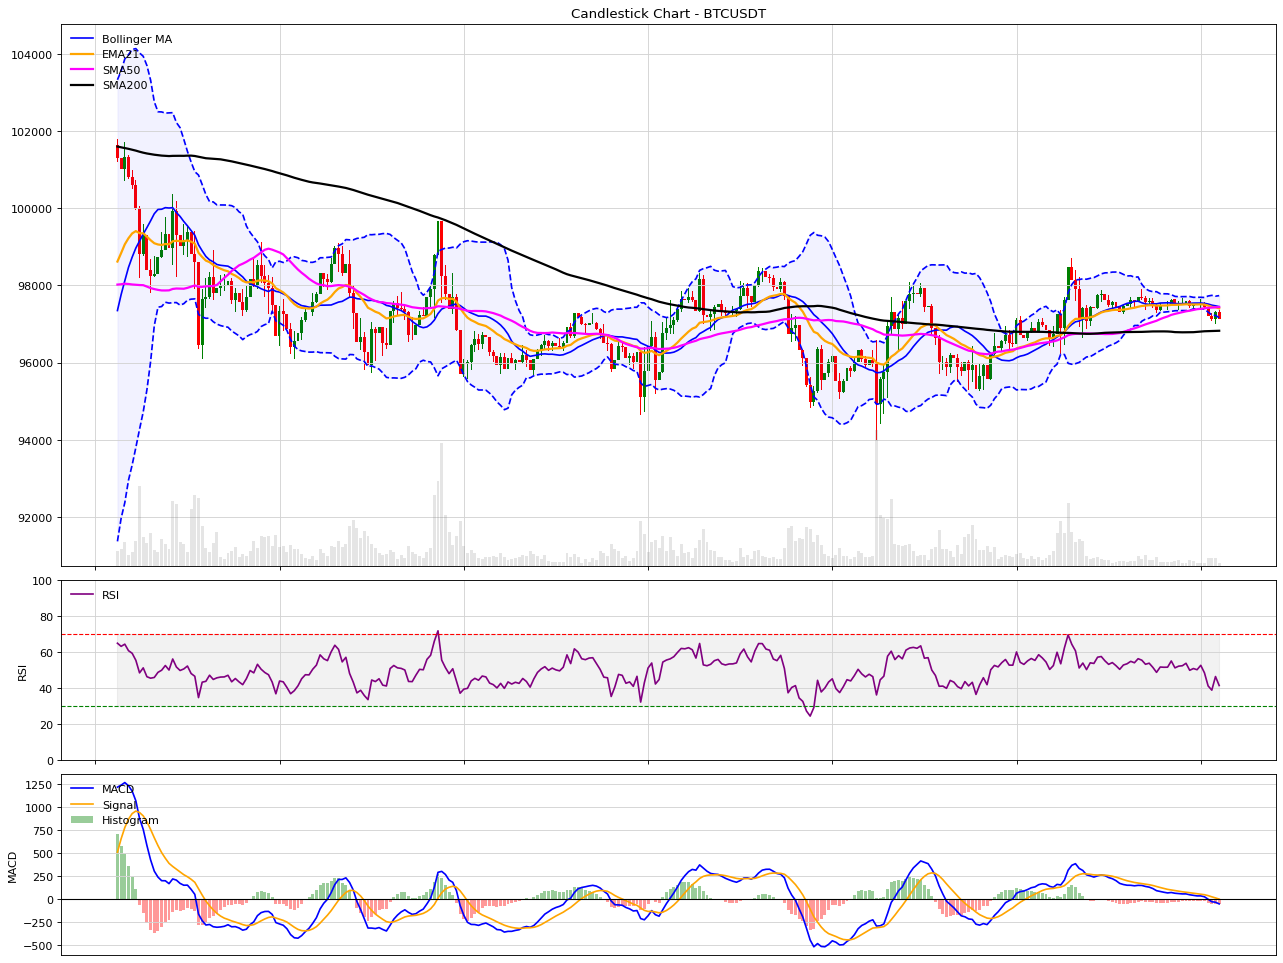 Candlestick Chart - BTCUSDT
Bollinger MA
EMA21
SMA50
SMA200
104000
102000
100000
98000
96000
94000
92000
RSI
100
80
60
40
20
0
RSI
MACD
Signal
Histogram
1250
1000
750
500
250
0
−250
−500
MACD